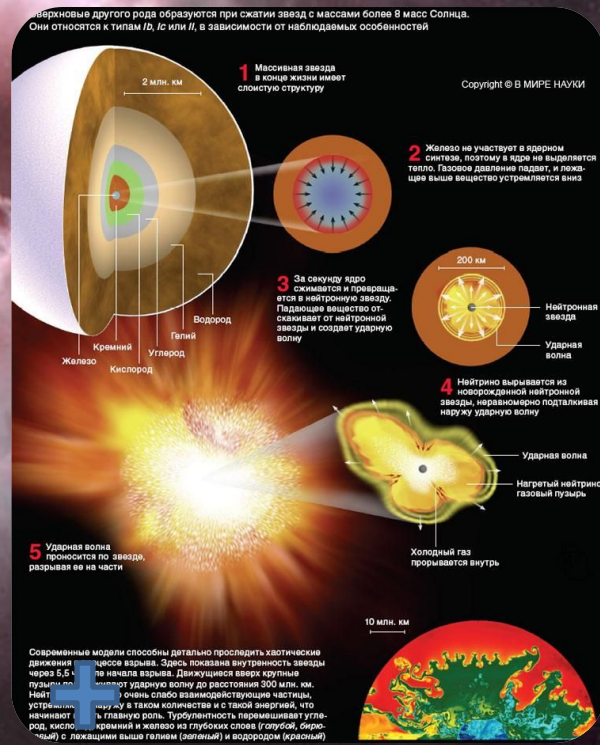 верхновые другого рода образуются при сжатии звезд с массами более 8 масс Солнца.
Они относятся к типам Ib, Ic или II, в зависимости от наблюдаемых особенностей
1 Массивная звезда
в конце жизни имеет
слоистую структуру
2 млн. км
Copyright © В МИРЕ НАУКИ
2 Железо не участвует в ядерном
синтезе, поэтому в ядре не выделяется
тепло. Газовое давление падает, и лежа-
щее выше вещество устремляется вниз
3 За секунду ядро
сжимается и превраща-
ется в нейтронную звезду.
Падающее вещество от-
скакивает от нейтронной
звезды и создает ударную
волну
200 км
Нейтронная
звезда
Ударная
волна
Водород
Гелий
Углерод
Кремний
Кислород
Железо
4 Нейтрино вырывается из
новорожденной нейтронной
звезды, неравномерно подталкивая
наружу ударную волну
Ударная волна
Нагретый нейтрино
газовый пузырь
Холодный газ
прорывается внутрь
5 Ударная волна
проносится по звезде,
разрывая ее на части
10 млн. км
Современные модели способны детально проследить хаотические
движения взрыва. Здесь показана внутренность звезды
через 5,5 начала взрыва. Движущиеся вверх крупные
ударную волну до расстояния 300 млн. км.
очень слабо взаимодействующие частицы,
в таком количестве и с такой энергией, что
начинают главную роль. Турбулентность перемешивает угле-
род, кремний и железо из глубоких слоев (голубой, бирю-
с лежащими выше гелием (зеленый) и водородом (красный)